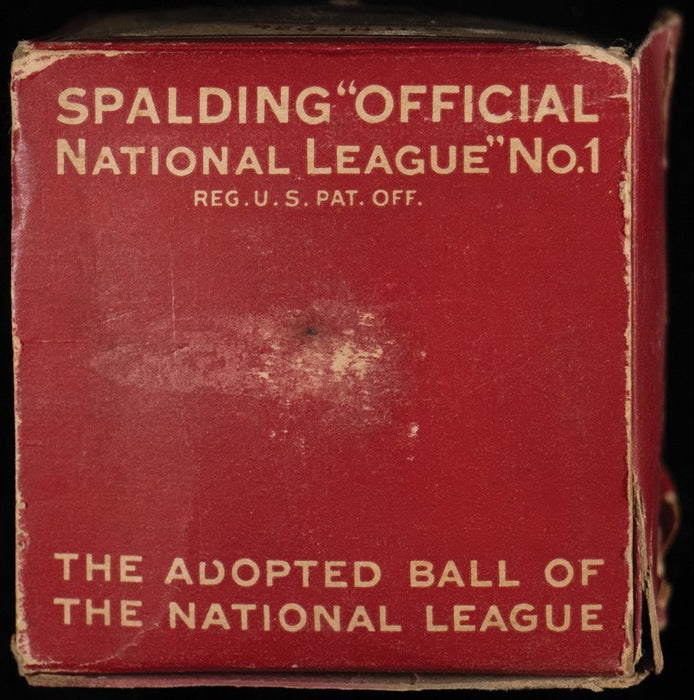 SPALDING "OFFICIAL
NATIONAL LEAGUE" No.1
REG. U. S. PAT. OFF.
THE ADOPTED BALL OF
THE NATIONAL LEAGUE